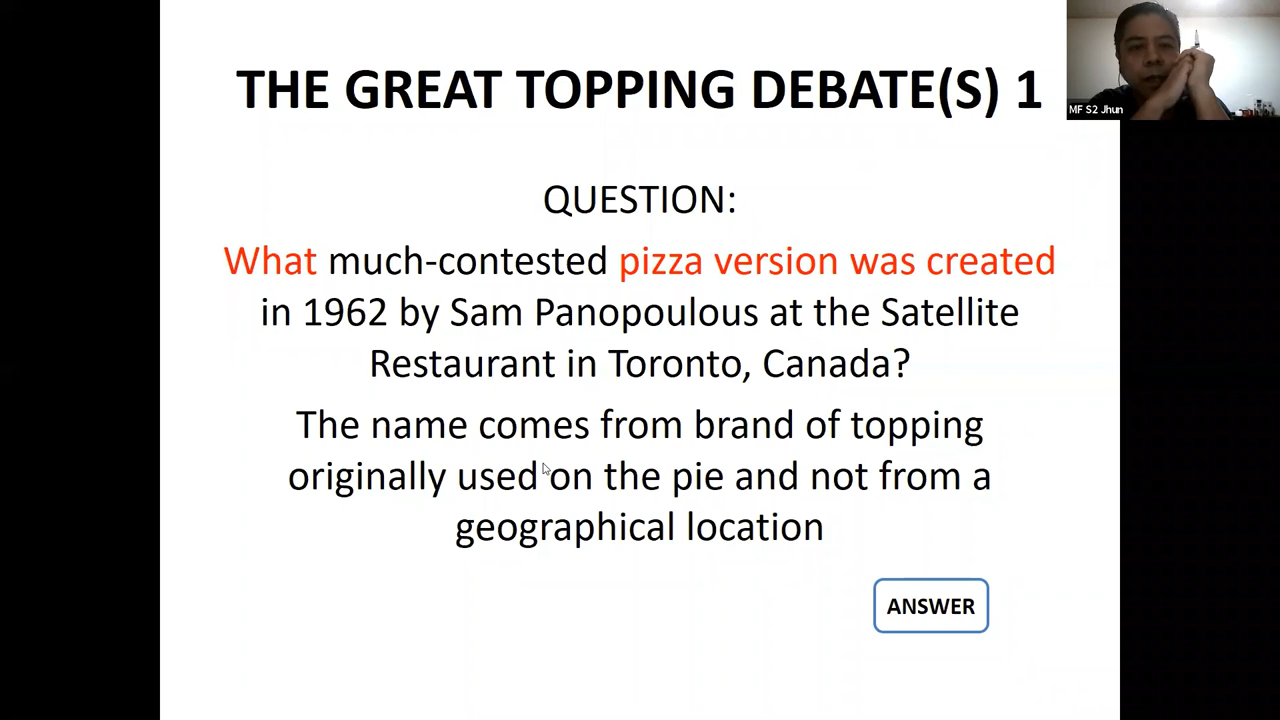 THE GREAT TOPPING DEBATE(S) 1
MF S2 Jhun
QUESTION:
What much-contested pizza version was created
in 1962 by Sam Panopoulous at the Satellite
Restaurant in Toronto, Canada?
The name comes from brand of topping
originally used on the pie and not from a
geographical location
ANSWER